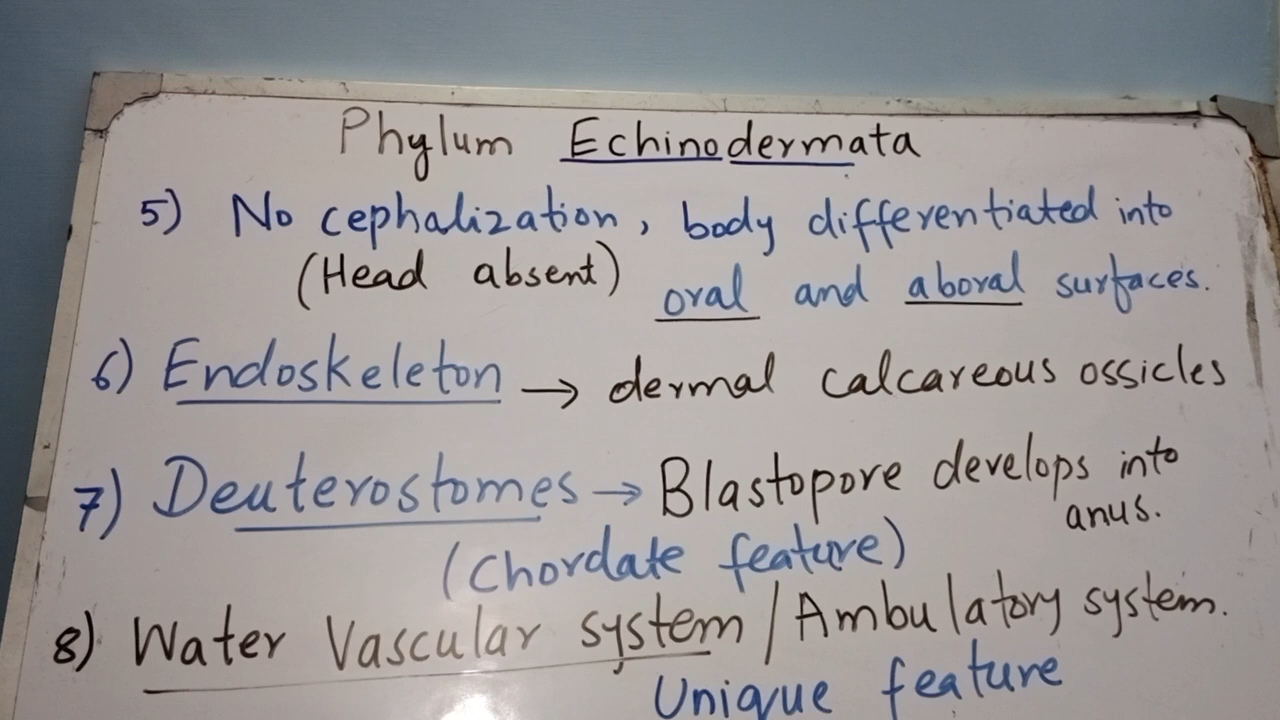 Phylum Echinodermata
5) No cephalization, body differentiated into
(Head absent) oral and aboral surfaces.
6) Endoskeleton → dermal calcareous ossicles
7) Deuterostomes → Blastopore develops into
anus.
(Chordate feature)
8) Water Vascular system / Ambulatory system.
Unique feature